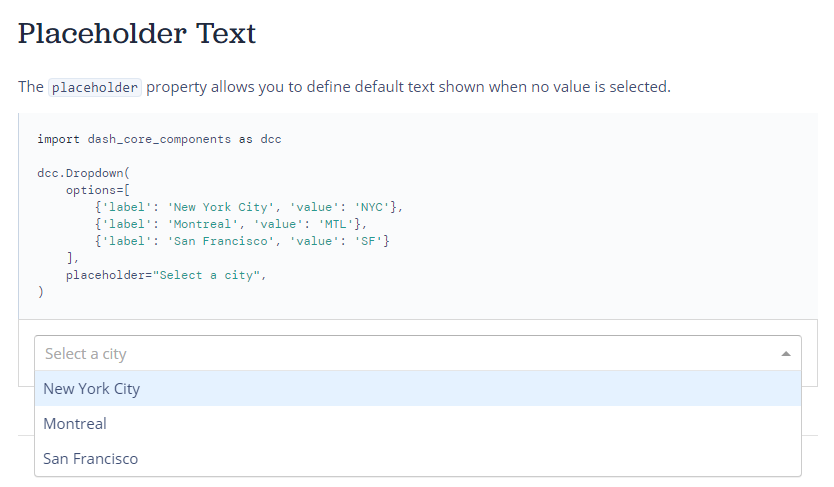 Placeholder Text
The placeholder property allows you to define default text shown when no value is selected.
import dash_core_components as dcc
dcc.Dropdown(
    options=[
        {'label': 'New York City', 'value': 'NYC'},
        {'label': 'Montreal', 'value': 'MTL'},
        {'label': 'San Francisco', 'value': 'SF'}
    ],
    placeholder="Select a city",
)
Select a city
New York City
Montreal
San Francisco